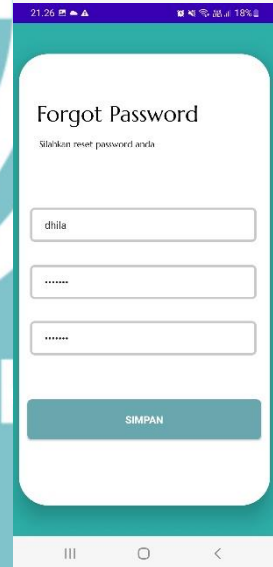 21.26 18%
Forgot Password
Silahkan reset password anda
dhila
•••••••
•••••••
SIMPAN